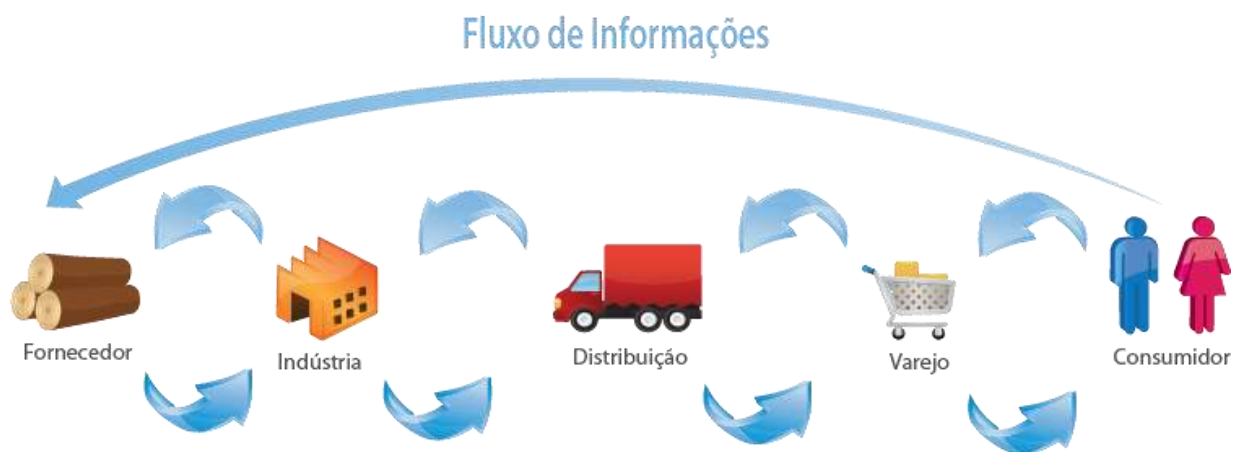 Fluxo de Informações
Fornecedor
Indústria
Distribuição
Varejo
Consumidor